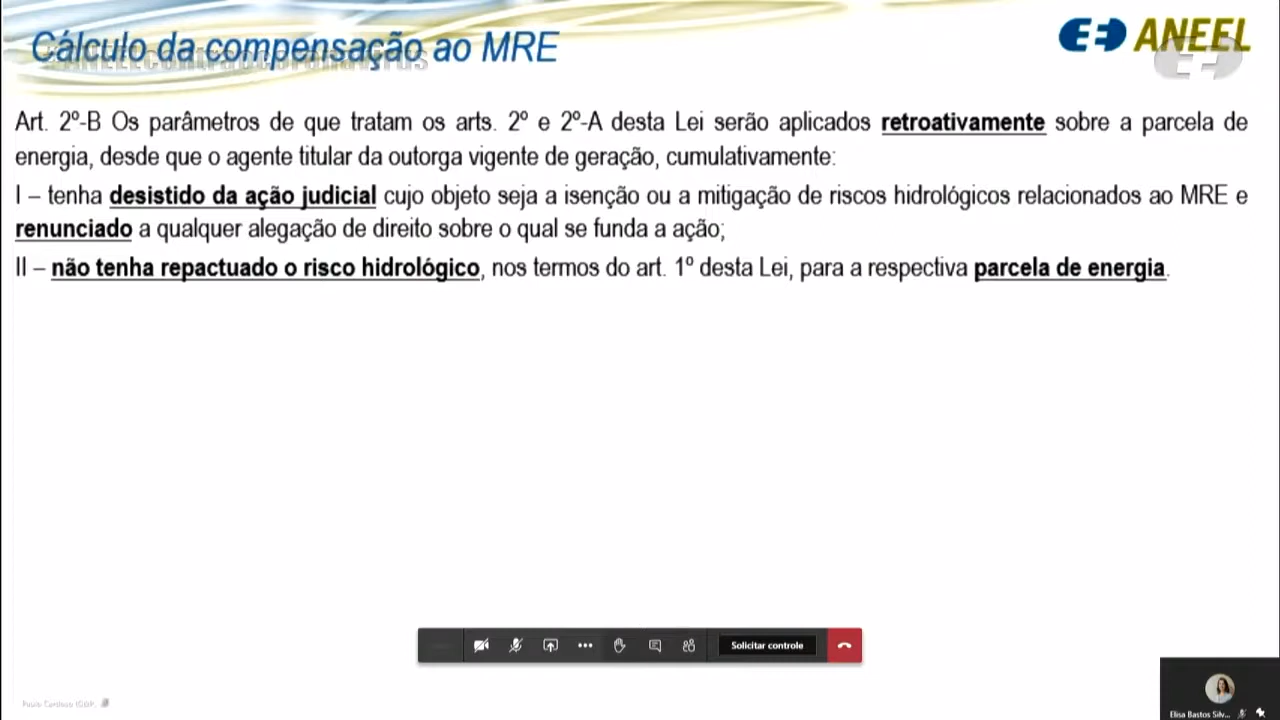 Cálculo da compensação ao MRE
ANEEL
Art. 2º-B Os parâmetros de que tratam os arts. 2º e 2º-A desta Lei serão aplicados retroativamente sobre a parcela de
energia, desde que o agente titular da outorga vigente de geração, cumulativamente:
I – tenha desistido da ação judicial cujo objeto seja a isenção ou a mitigação de riscos hidrológicos relacionados ao MRE e
renunciado a qualquer alegação de direito sobre o qual se funda a ação;
II – não tenha repactuado o risco hidrológico, nos termos do art. 1º desta Lei, para a respectiva parcela de energia.
Solicitar controle
Elisa Bastos Silv...